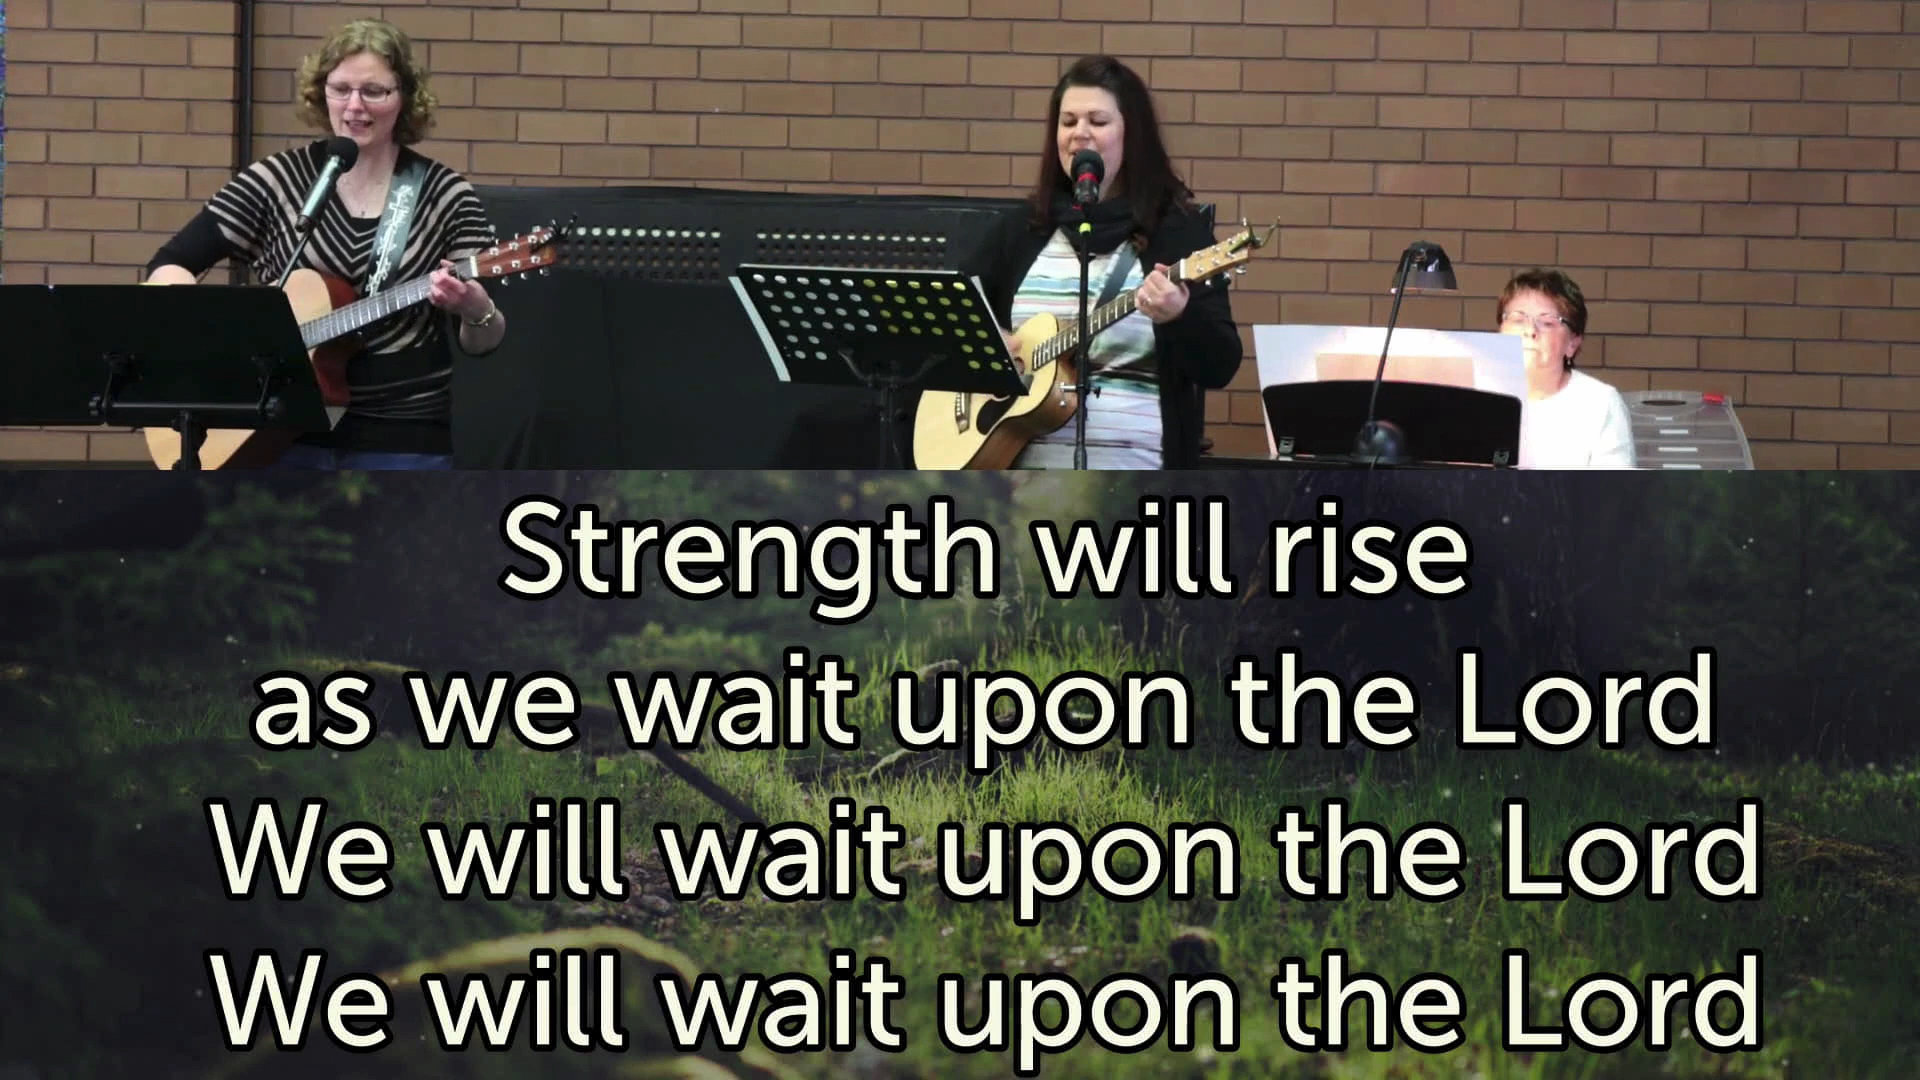 Strength will rise
as we wait upon the Lord
We will wait upon the Lord
We will wait upon the Lord